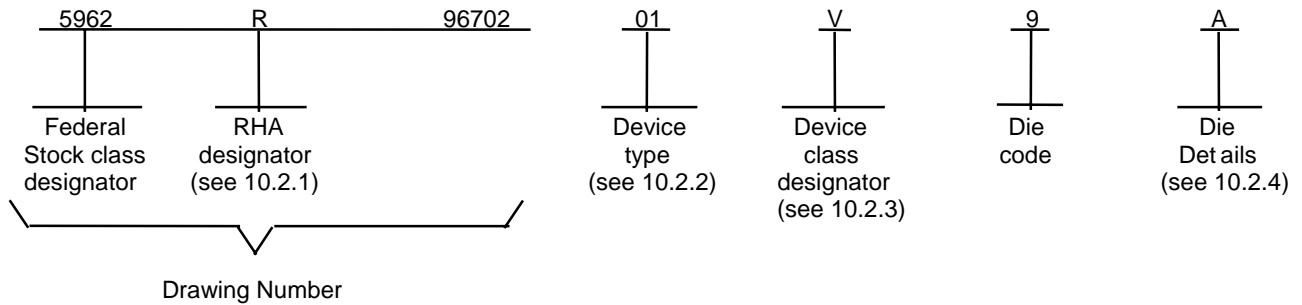 5962 R 96702 01 V 9 A
Federal Stock class designator
RHA designator (see 10.2.1)
Device type (see 10.2.2)
Device class designator (see 10.2.3)
Die code
Die Det ails (see 10.2.4)
Drawing Number